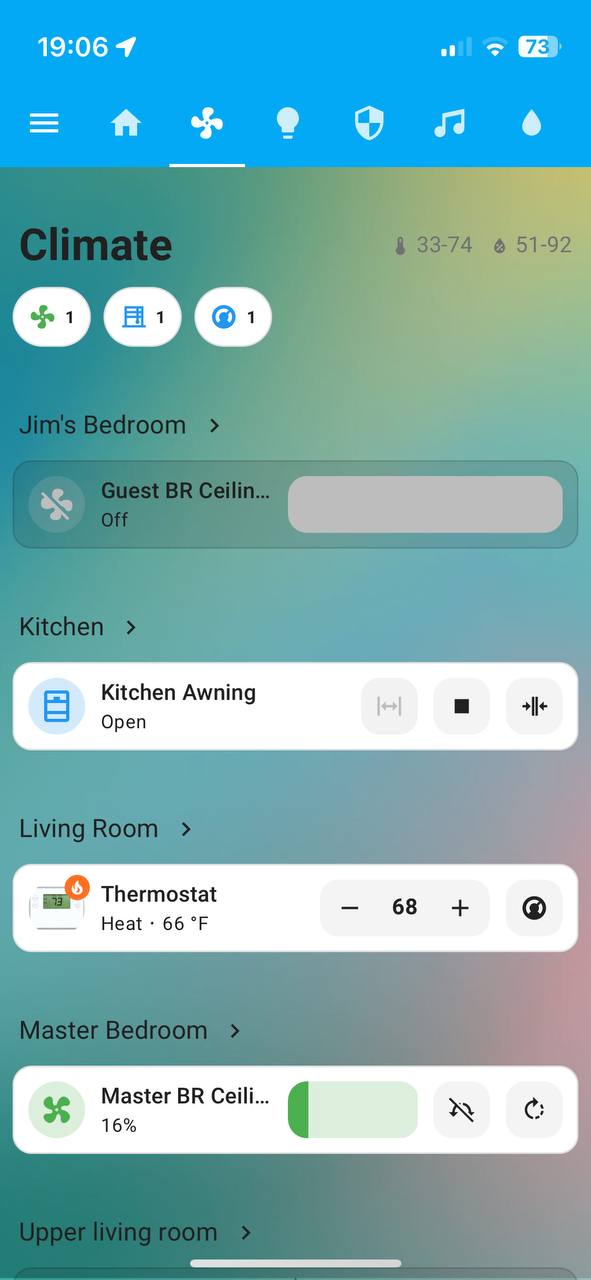 19:06
73
Climate
33-74
51-92
1
1
1
Jim's Bedroom
Guest BR Ceilin...
Off
Kitchen
Kitchen Awning
Open
Living Room
73
Thermostat
Heat · 66 °F
68
Master Bedroom
Master BR Ceili...
16%
Upper living room